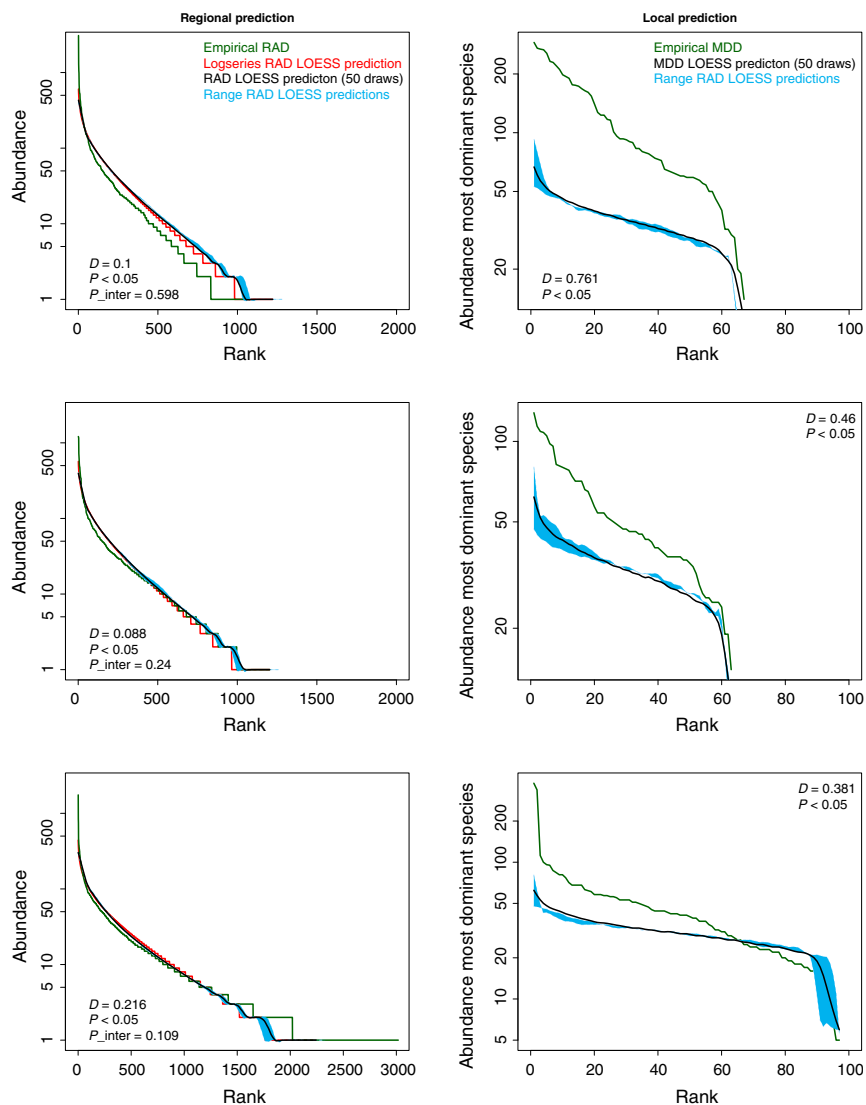 Regional prediction
Local prediction
Empirical RAD
Logseries RAD LOESS prediction
RAD LOESS predicton (50 draws)
Range RAD LOESS predictions
Abundance
500
50
10
5
1
D = 0.1
P < 0.05
P_inter = 0.598
0 500 1000 1500 2000
Rank
Empirical MDD
MDD LOESS prediction (50 draws)
Range RAD LOESS predictions
Abundance most dominant species
200
100
50
20
D = 0.761
P < 0.05
0 20 40 60 80 100
Rank
Abundance
500
50
10
5
1
D = 0.088
P < 0.05
P_inter = 0.24
0 500 1000 1500 2000
Rank
Abundance most dominant species
100
50
20
D = 0.46
P < 0.05
0 20 40 60 80 100
Rank
Abundance
500
50
10
5
1
D = 0.216
P < 0.05
P_inter = 0.109
0 500 1000 1500 2000 2500 3000
Rank
Abundance most dominant species
200
100
50
20
10
5
D = 0.381
P < 0.05
0 20 40 60 80 100
Rank